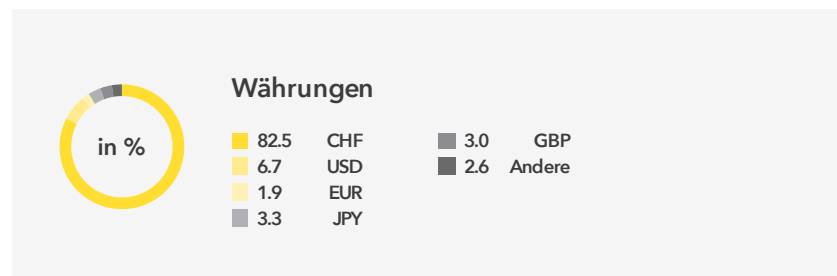 in %
Währungen
82.5 CHF
6.7 USD
1.9 EUR
3.3 JPY
3.0 GBP
2.6 Andere